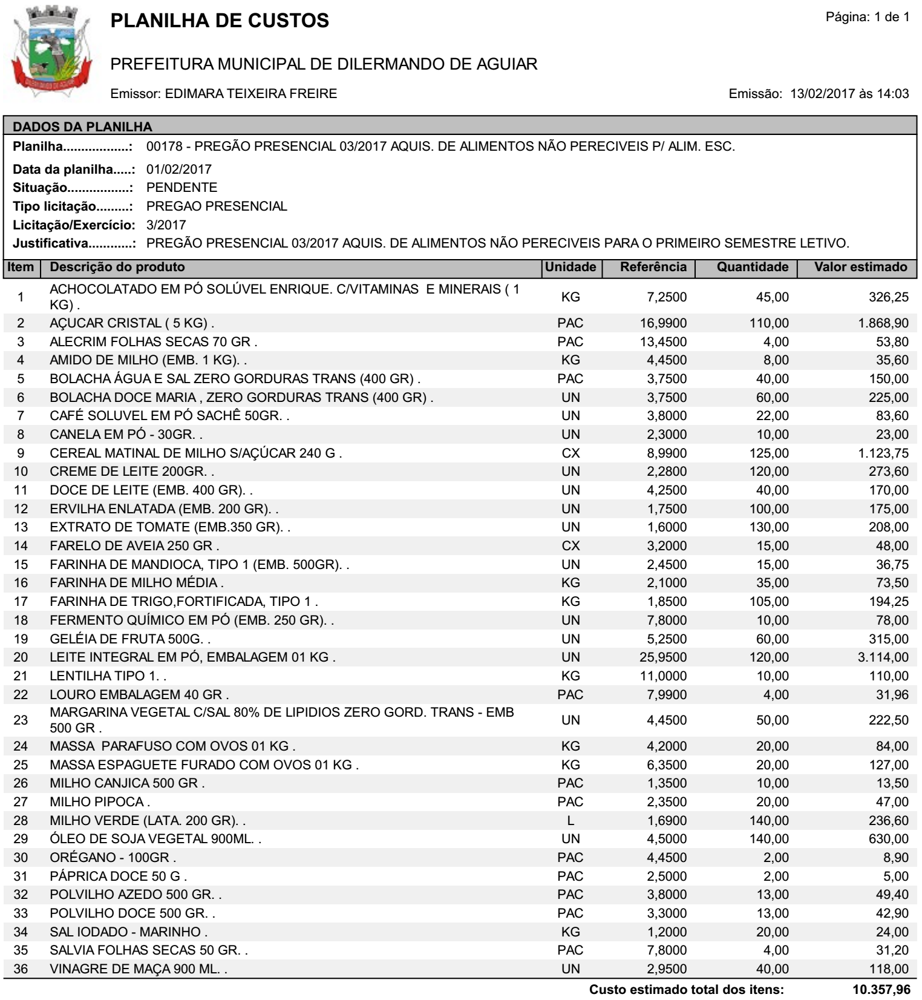 PLANILHA DE CUSTOS
Página: 1 de 1
PREFEITURA MUNICIPAL DE DILERMANDO DE AGUIAR
Emissor: EDIMARA TEIXEIRA FREIRE
Emissão: 13/02/2017 às 14:03
DADOS DA PLANILHA
Planilha..................: 00178 - PREGÃO PRESENCIAL 03/2017 AQUIS. DE ALIMENTOS NÃO PERECIVEIS P/ ALIM. ESC.
Data da planilha.....: 01/02/2017
Situação.................: PENDENTE
Tipo licitação.........: PREGAO PRESENCIAL
Licitação/Exercício: 3/2017
Justificativa............: PREGÃO PRESENCIAL 03/2017 AQUIS. DE ALIMENTOS NÃO PERECIVEIS PARA O PRIMEIRO SEMESTRE LETIVO.
Item Descrição do produto Unidade Referência Quantidade Valor estimado
1 ACHOCOLATADO EM PÓ SOLÚVEL ENRIQUE. C/VITAMINAS E MINERAIS ( 1
KG) . KG 7,2500 45,00 326,25
2 AÇUCAR CRISTAL ( 5 KG) . PAC 16,9900 110,00 1.868,90
3 ALECRIM FOLHAS SECAS 70 GR . PAC 13,4500 4,00 53,80
4 AMIDO DE MILHO (EMB. 1 KG). . KG 4,4500 8,00 35,60
5 BOLACHA ÁGUA E SAL ZERO GORDURAS TRANS (400 GR) . PAC 3,7500 40,00 150,00
6 BOLACHA DOCE MARIA , ZERO GORDURAS TRANS (400 GR) . UN 3,7500 60,00 225,00
7 CAFÉ SOLUVEL EM PÓ SACHÊ 50GR. . UN 3,8000 22,00 83,60
8 CANELA EM PÓ - 30GR. . UN 2,3000 10,00 23,00
9 CEREAL MATINAL DE MILHO S/AÇÚCAR 240 G . CX 8,9900 125,00 1.123,75
10 CREME DE LEITE 200GR. . UN 2,2800 120,00 273,60
11 DOCE DE LEITE (EMB. 400 GR). . UN 4,2500 40,00 170,00
12 ERVILHA ENLATADA (EMB. 200 GR). . UN 1,7500 100,00 175,00
13 EXTRATO DE TOMATE (EMB.350 GR). . UN 1,6000 130,00 208,00
14 FARELO DE AVEIA 250 GR . CX 3,2000 15,00 48,00
15 FARINHA DE MANDIOCA, TIPO 1 (EMB. 500GR). . UN 2,4500 15,00 36,75
16 FARINHA DE MILHO MÉDIA . KG 2,1000 35,00 73,50
17 FARINHA DE TRIGO,FORTIFICADA, TIPO 1 . KG 1,8500 105,00 194,25
18 FERMENTO QUÍMICO EM PÓ (EMB. 250 GR). . UN 7,8000 10,00 78,00
19 GELÉIA DE FRUTA 500G. . UN 5,2500 60,00 315,00
20 LEITE INTEGRAL EM PÓ, EMBALAGEM 01 KG . UN 25,9500 120,00 3.114,00
21 LENTILHA TIPO 1. . KG 11,0000 10,00 110,00
22 LOURO EMBALAGEM 40 GR . PAC 7,9900 4,00 31,96
23 MARGARINA VEGETAL C/SAL 80% DE LIPIDIOS ZERO GORD. TRANS - EMB
500 GR . UN 4,4500 50,00 222,50
24 MASSA PARAFUSO COM OVOS 01 KG . KG 4,2000 20,00 84,00
25 MASSA ESPAGUETE FURADO COM OVOS 01 KG . KG 6,3500 20,00 127,00
26 MILHO CANJICA 500 GR . PAC 1,3500 10,00 13,50
27 MILHO PIPOCA . PAC 2,3500 20,00 47,00
28 MILHO VERDE (LATA. 200 GR). . L 1,6900 140,00 236,60
29 ÓLEO DE SOJA VEGETAL 900ML. . UN 4,5000 140,00 630,00
30 ORÉGANO - 100GR . PAC 4,4500 2,00 8,90
31 PÁPRICA DOCE 50 G . PAC 2,5000 2,00 5,00
32 POLVILHO AZEDO 500 GR. . PAC 3,8000 13,00 49,40
33 POLVILHO DOCE 500 GR. . PAC 3,3000 13,00 42,90
34 SAL IODADO - MARINHO . KG 1,2000 20,00 24,00
35 SALVIA FOLHAS SECAS 50 GR. . PAC 7,8000 4,00 31,20
36 VINAGRE DE MAÇA 900 ML. . UN 2,9500 40,00 118,00
Custo estimado total dos itens: 10.357,96